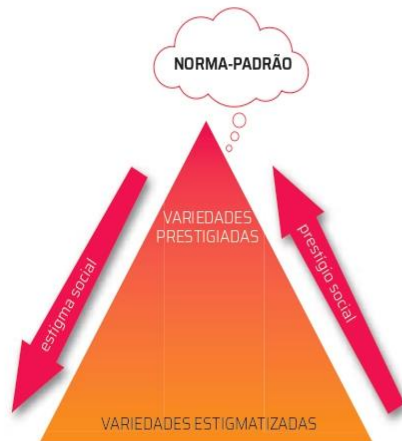 NORMA-PADRÃO
VARIEDADES
PRESTIGIADAS
estigma social
prestígio social
VARIEDADES ESTIGMATIZADAS